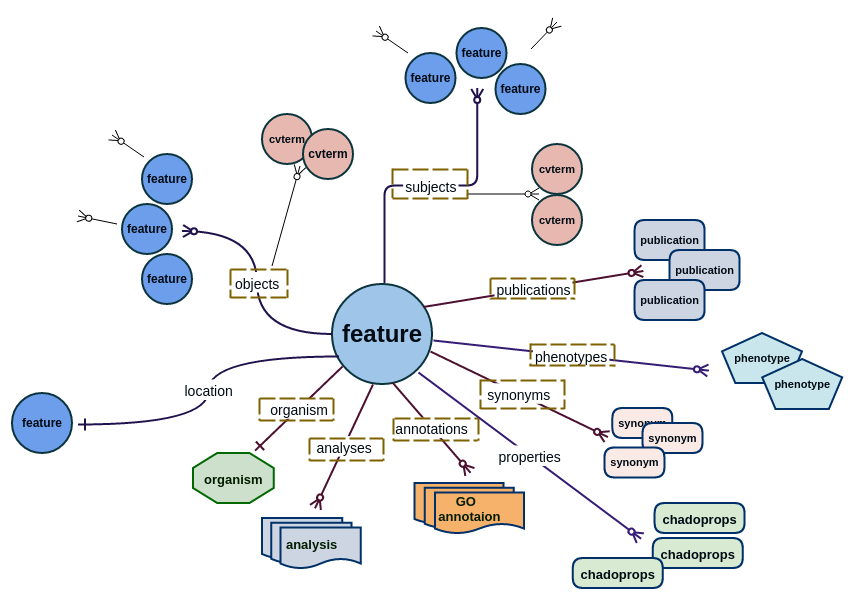 feature
feature
feature
cvterm
cvterm
feature
feature
feature
cvterm
cvterm
subjects
objects
publications
publication
publication
publication
feature
phenotypes
phenotype
phenotype
location
feature
organism
organism
analyses
analysis
annotations
GO
annotaion
synonyms
synonym
synonym
synonym
properties
chadoprops
chadoprops
chadoprops